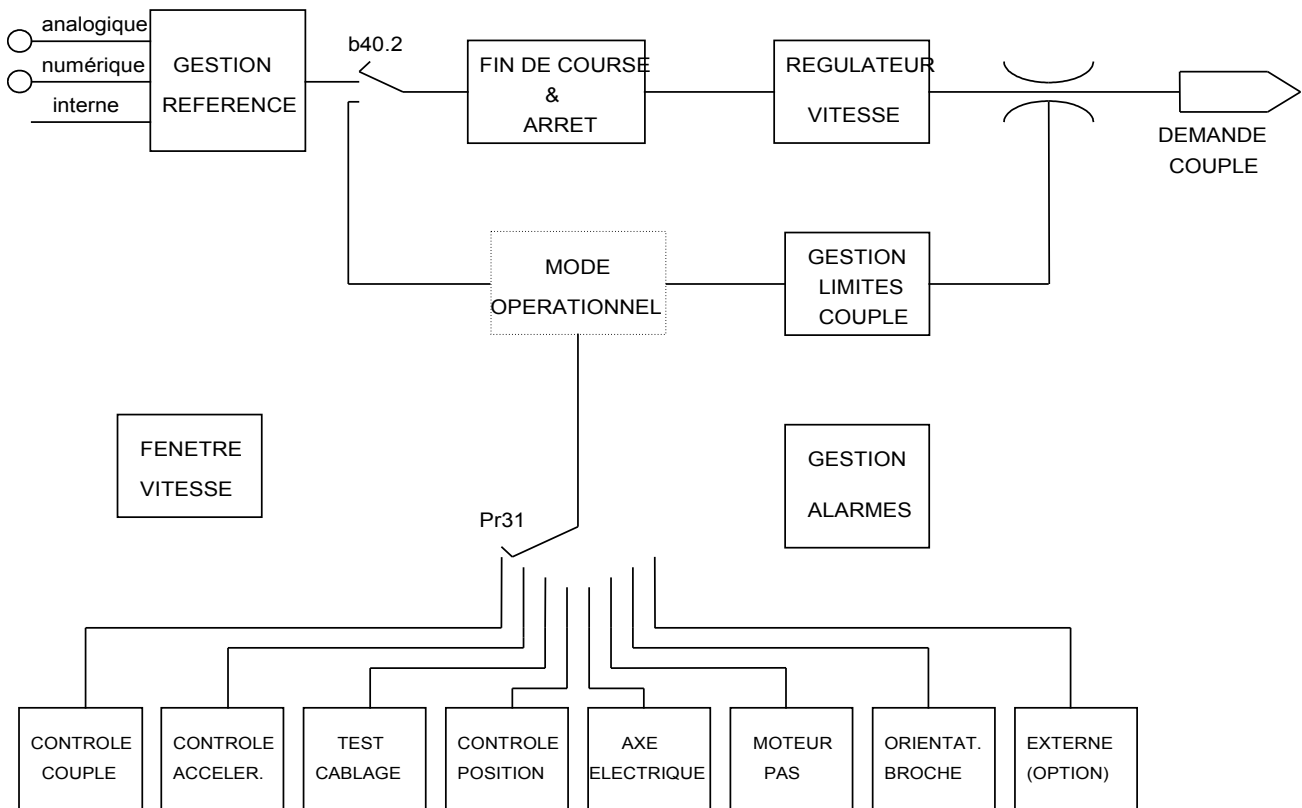 analogique
numérique
interne
GESTION
REFERENCE
b40.2
FIN DE COURSE
&
ARRET
REGULATEUR
VITESSE
DEMANDE
COUPLE
MODE
OPERATIONNEL
GESTION
LIMITES
COUPLE
FENETRE
VITESSE
GESTION
ALARMES
Pr31
CONTROLE
COUPLE
CONTROLE
ACCELER.
TEST
CABLAGE
CONTROLE
POSITION
AXE
ELECTRIQUE
MOTEUR
PAS
ORIENTAT.
BROCHE
EXTERNE
(OPTION)